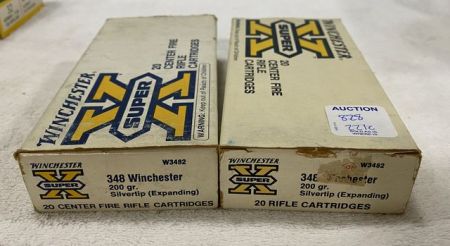 WINCHESTER
SUPER
X
20
CENTER FIRE
RIFLE
CARTRIDGES
WARNING: Keep out of Reach of Children!
WINCHESTER
SUPER
X
20
CENTER FIRE
RIFLE
CARTRIDGES
AUCTION
828
WINCHESTER
SUPER
X
W3482
348 Winchester
200 gr.
Silvertip (Expanding)
20 CENTER FIRE RIFLE CARTRIDGES
WINCHESTER
SUPER
X
W3482
200 gr.
Silvertip (Expanding)
20 RIFLE CARTRIDGES